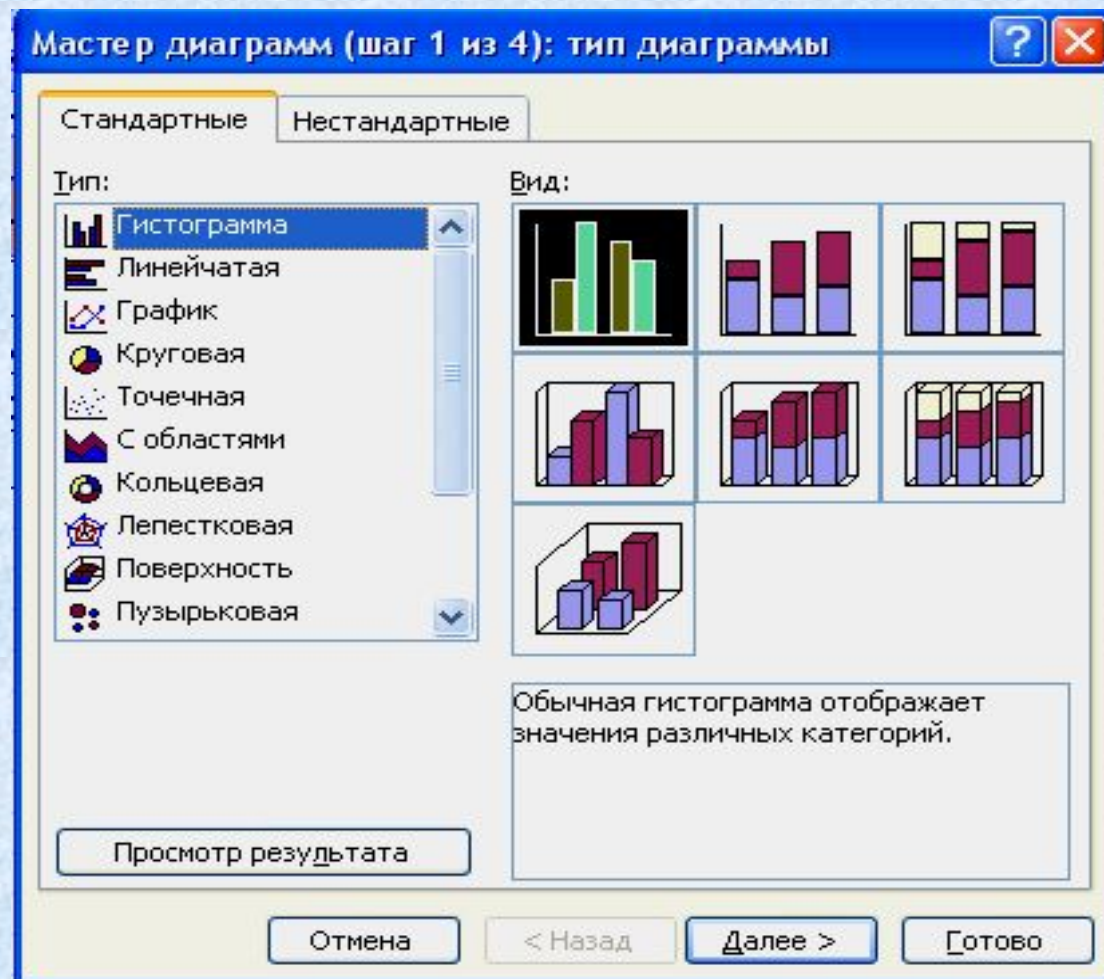 Мастер диаграмм (шаг 1 из 4): тип диаграммы
Стандартные
Нестандартные
Тип:
Гистограмма
Линейчатая
График
Круговая
Точечная
С областями
Кольцевая
Лепестковая
Поверхность
Пузырьковая
Вид:
Обычная гистограмма отображает
значения различных категорий.
Просмотр результата
Отмена
< Назад
Далее >
Готово